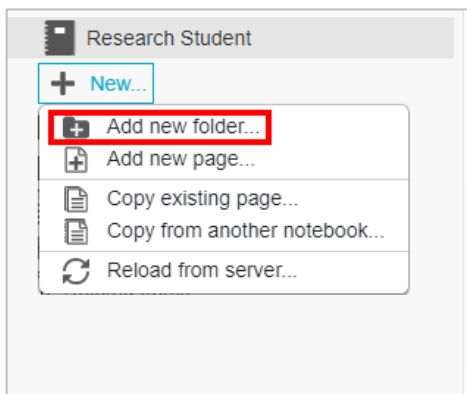 Research Student
New...
Add new folder...
Add new page...
Copy existing page...
Copy from another notebook...
Reload from server...